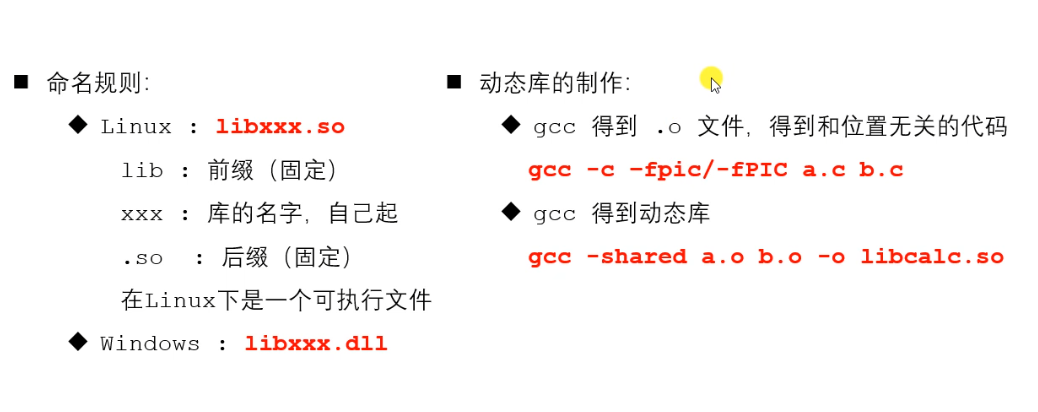 ■ 命名规则:
◆ Linux : libxxx.so
lib : 前缀（固定）
xxx : 库的名字，自己起
.so : 后缀（固定）
在Linux下是一个可执行文件
◆ Windows : libxxx.dll
■ 动态库的制作:
◆ gcc 得到 .o 文件，得到和位置无关的代码
gcc -c –fpic/-fPIC a.c b.c
◆ gcc 得到动态库
gcc -shared a.o b.o -o libcalc.so